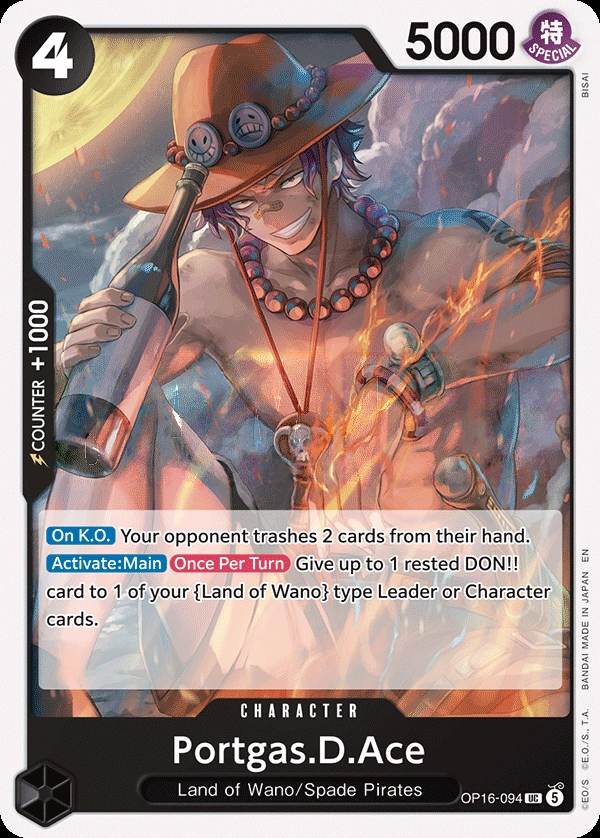 4
5000
特
SPECIAL
BISAI
COUNTER +1000
On K.O. Your opponent trashes 2 cards from their hand.
Activate:Main Once Per Turn Give up to 1 rested DON!!
card to 1 of your {Land of Wano} type Leader or Character
cards.
CHARACTER
Portgas.D.Ace
Land of Wano/Spade Pirates
OP16-094 UC 5
©EO/S ©E.O./S., T.A. BANDAI MADE IN JAPAN EN